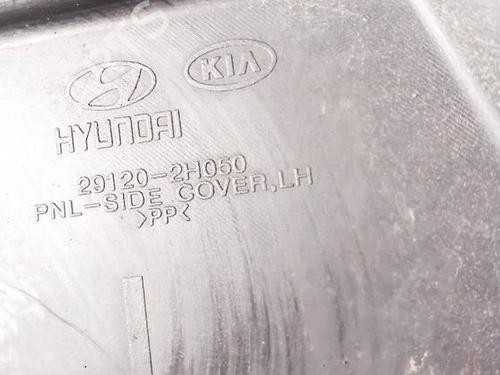 HYUNDAI
KIA
29120-2H050
PNL-SIDE COVER,LH
>PP<